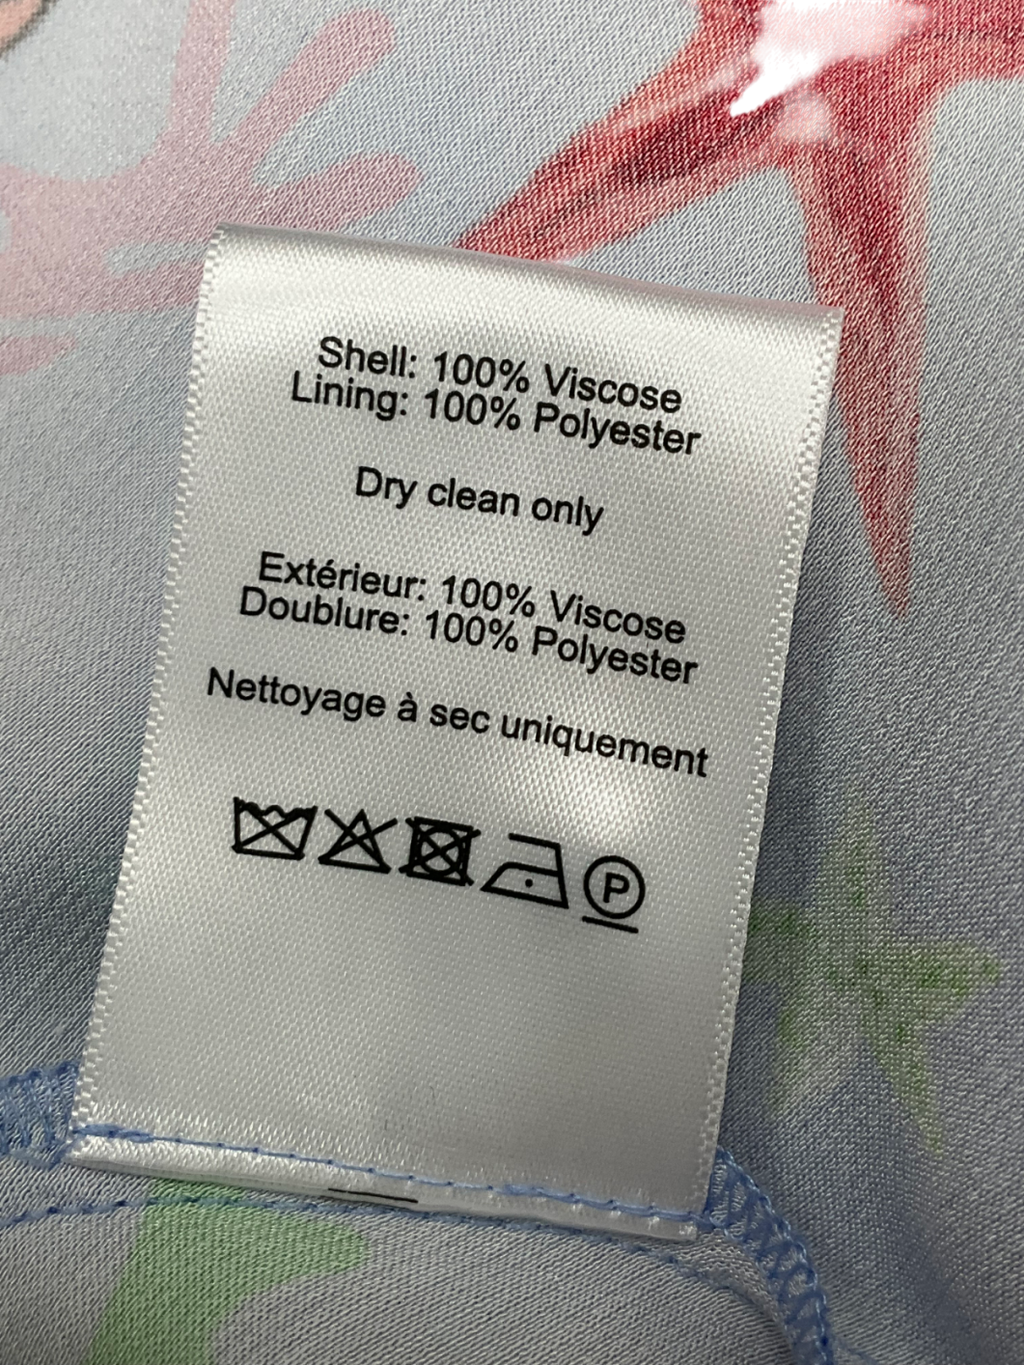 Shell: 100% Viscose
Lining: 100% Polyester
Dry clean only
Extérieur: 100% Viscose
Doublure: 100% Polyester
Nettoyage à sec uniquement
P